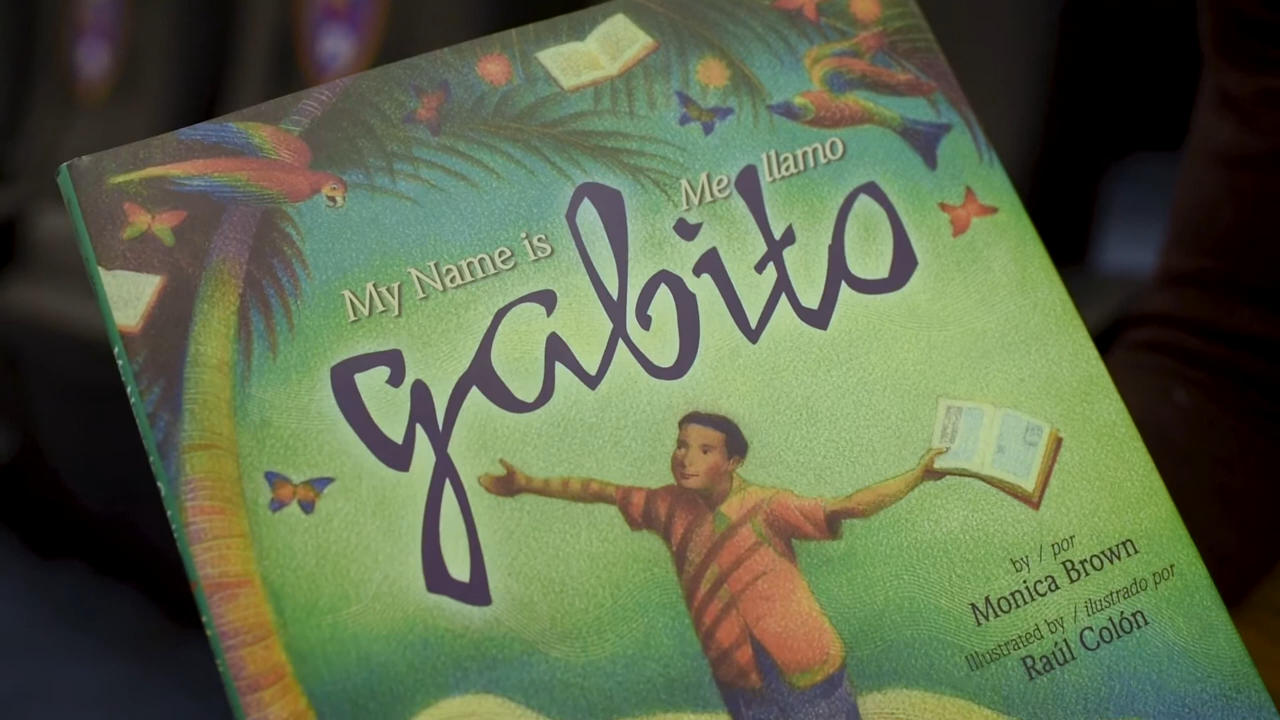 My Name is
Me llamo
gabito
by / por
Monica Brown
Illustrated by / ilustrado por
Raúl Colón